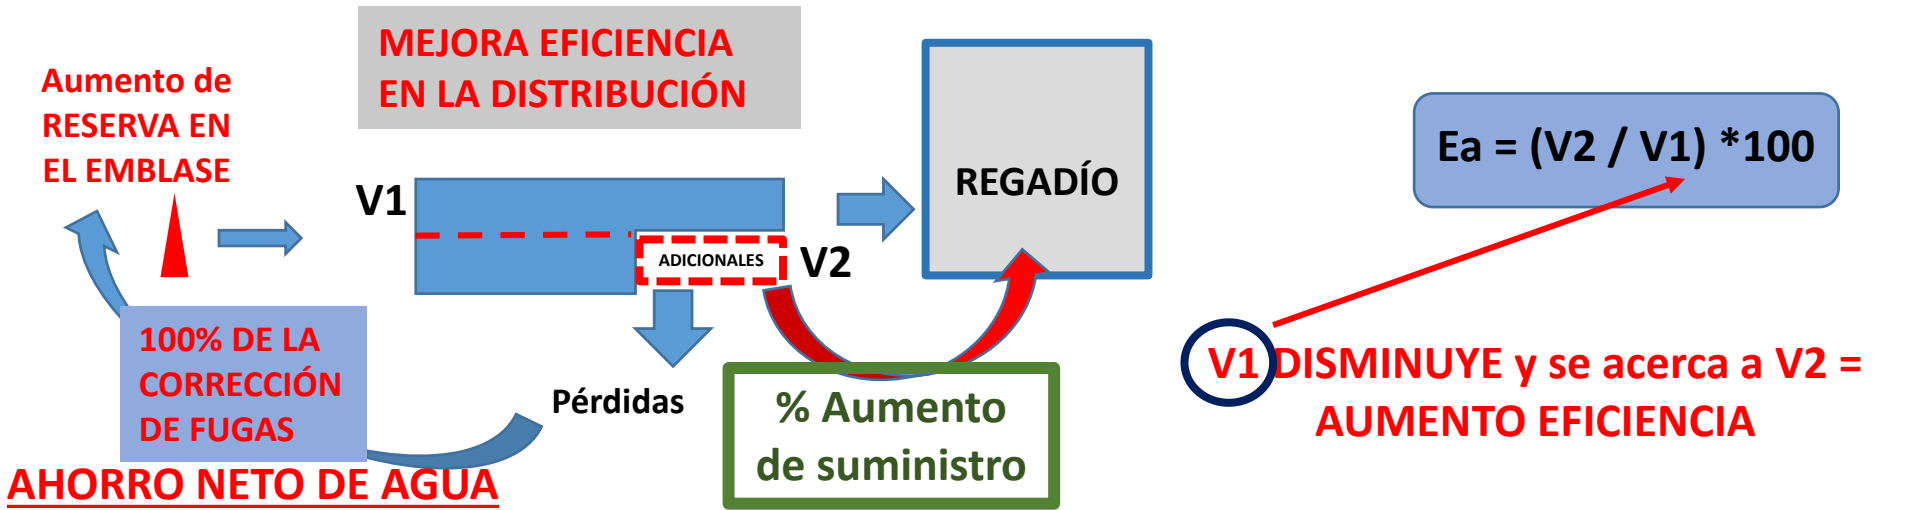 MEJORA EFICIENCIA
EN LA DISTRIBUCIÓN
Aumento de
RESERVA EN
EL EMBLASE
V1
ADICIONALES
V2
REGADÍO
Ea = (V2 / V1) *100
100% DE LA
CORRECCIÓN
DE FUGAS
Pérdidas
% Aumento
de suministro
V1 DISMINUYE y se acerca a V2 =
AUMENTO EFICIENCIA
AHORRO NETO DE AGUA